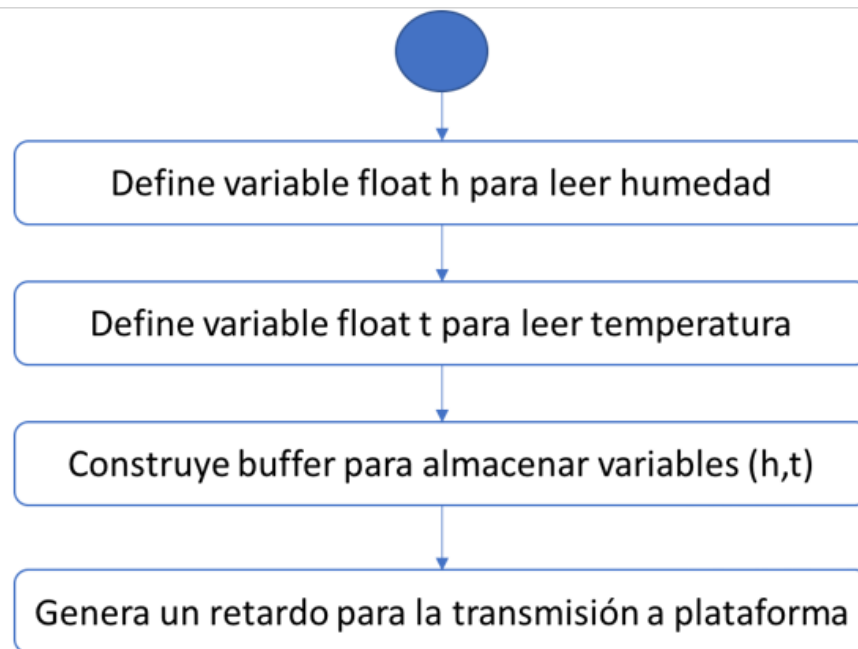 Define variable float h para leer humedad
Define variable float t para leer temperatura
Construye buffer para almacenar variables (h,t)
Genera un retardo para la transmisión a plataforma